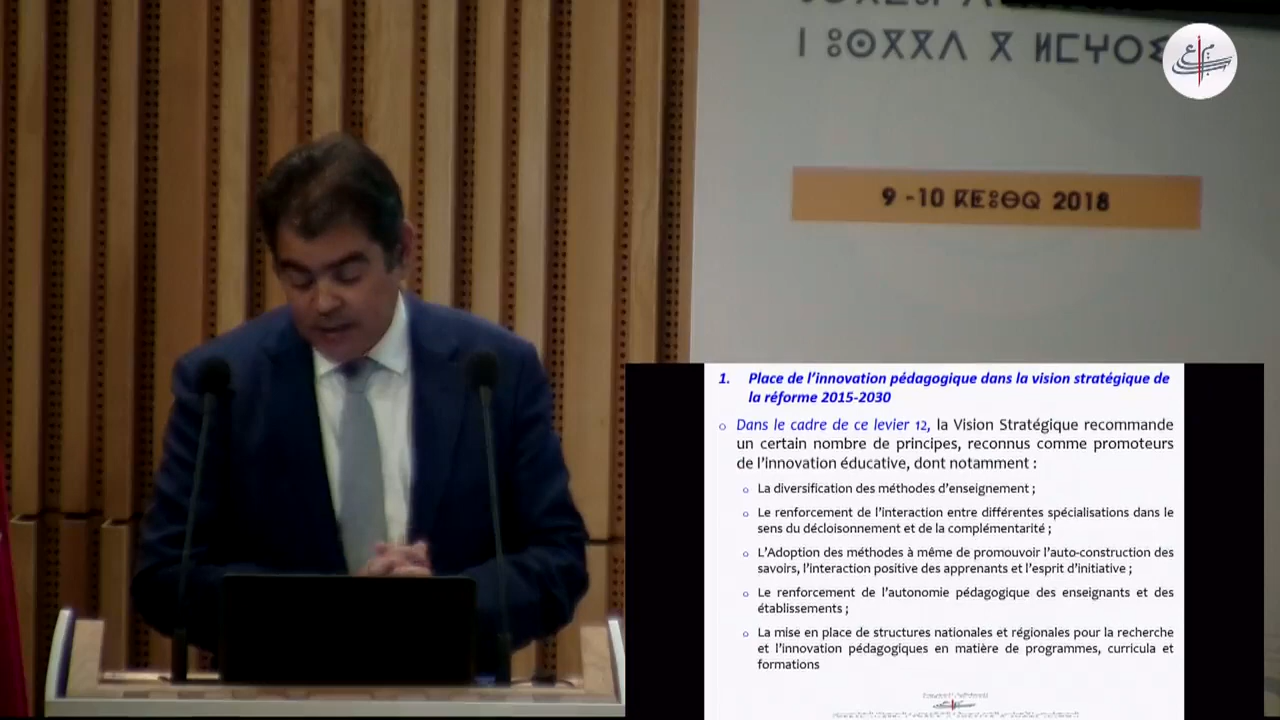 ⵏ ⵓⵙⴳⴳⴷ ⴳ ⵍⵎⵖⵔⵉ
9 -10 ⴽⵟⵓⴱⵕ 2018
1. Place de l'innovation pédagogique dans la vision stratégique de
la réforme 2015-2030
o Dans le cadre de ce levier 12, la Vision Stratégique recommande
un certain nombre de principes, reconnus comme promoteurs
de l'innovation éducative, dont notamment :
o La diversification des méthodes d'enseignement ;
o Le renforcement de l'interaction entre différentes spécialisations dans le
sens du décloisonnement et de la complémentarité ;
o L'Adoption des méthodes à même de promouvoir l'auto-construction des
savoirs, l'interaction positive des apprenants et l'esprit d'initiative ;
o Le renforcement de l'autonomie pédagogique des enseignants et des
établissements ;
o La mise en place de structures nationales et régionales pour la recherche
et l'innovation pédagogiques en matière de programmes, curricula et
formations